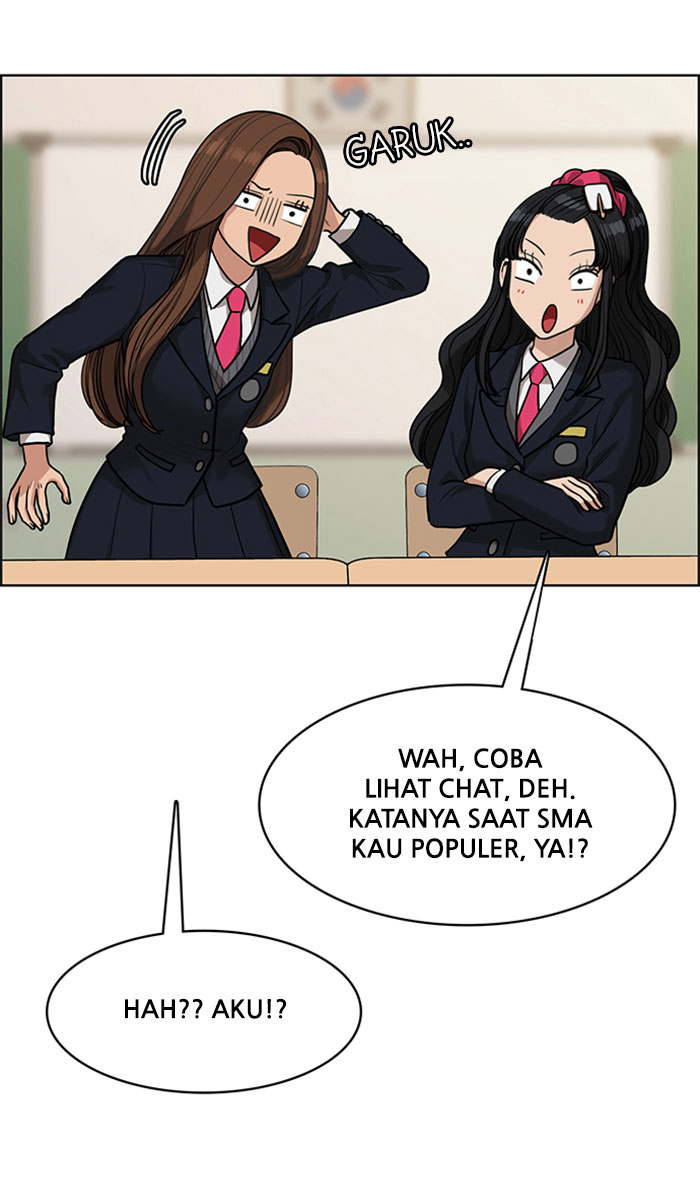 GARUK..
WAH, COBA
LIHAT CHAT, DEH.
KATANYA SAAT SMA
KAU POPULER, YA!?
HAH?? AKU!?